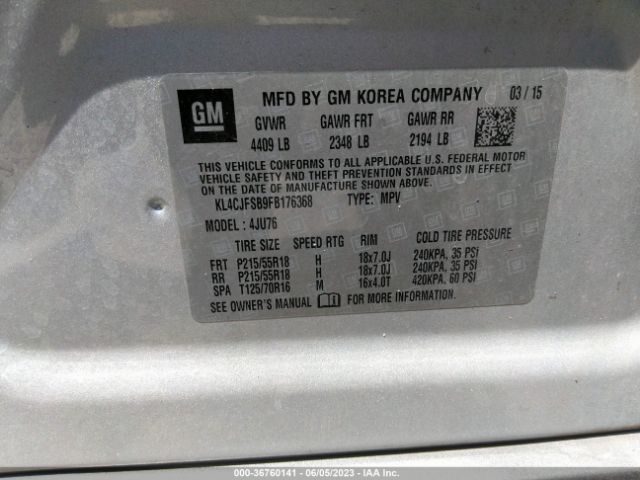 GM
MFD BY GM KOREA COMPANY 03 / 15
GVWR GAWR FRT GAWR RR
4409 LB 2348 LB 2194 LB
THIS VEHICLE CONFORMS TO ALL APPLICABLE U.S. FEDERAL MOTOR
VEHICLE SAFETY AND THEFT PREVENTION STANDARDS IN EFFECT
ON THE DATE OF MANUFACTURE SHOWN ABOVE.
KL4CJFSB9FB176368 TYPE: MPV
MODEL : 4JU76
TIRE SIZE SPEED RTG RIM COLD TIRE PRESSURE
FRT P215/55R18 H 18x7.0J 240KPA, 35 PSI
RR P215/55R18 H 18x7.0J 240KPA, 35 PSI
SPA T125/70R16 M 16x4.0T 420KPA, 60 PSI
SEE OWNER'S MANUAL FOR MORE INFORMATION.
© 2000 - 36760141 - 06/05/2023 - IAA Inc.